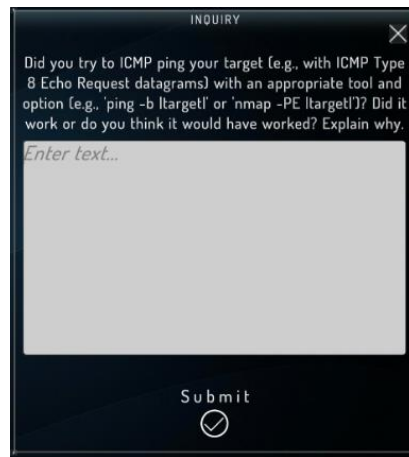 INQUIRY
Did you try to ICMP ping your target (e.g., with ICMP Type
8 Echo Request datagrams) with an appropriate tool and
option (e.g., 'ping -b |target|' or 'nmap -PE |target|')? Did it
work or do you think it would have worked? Explain why.
Enter text...
Submit